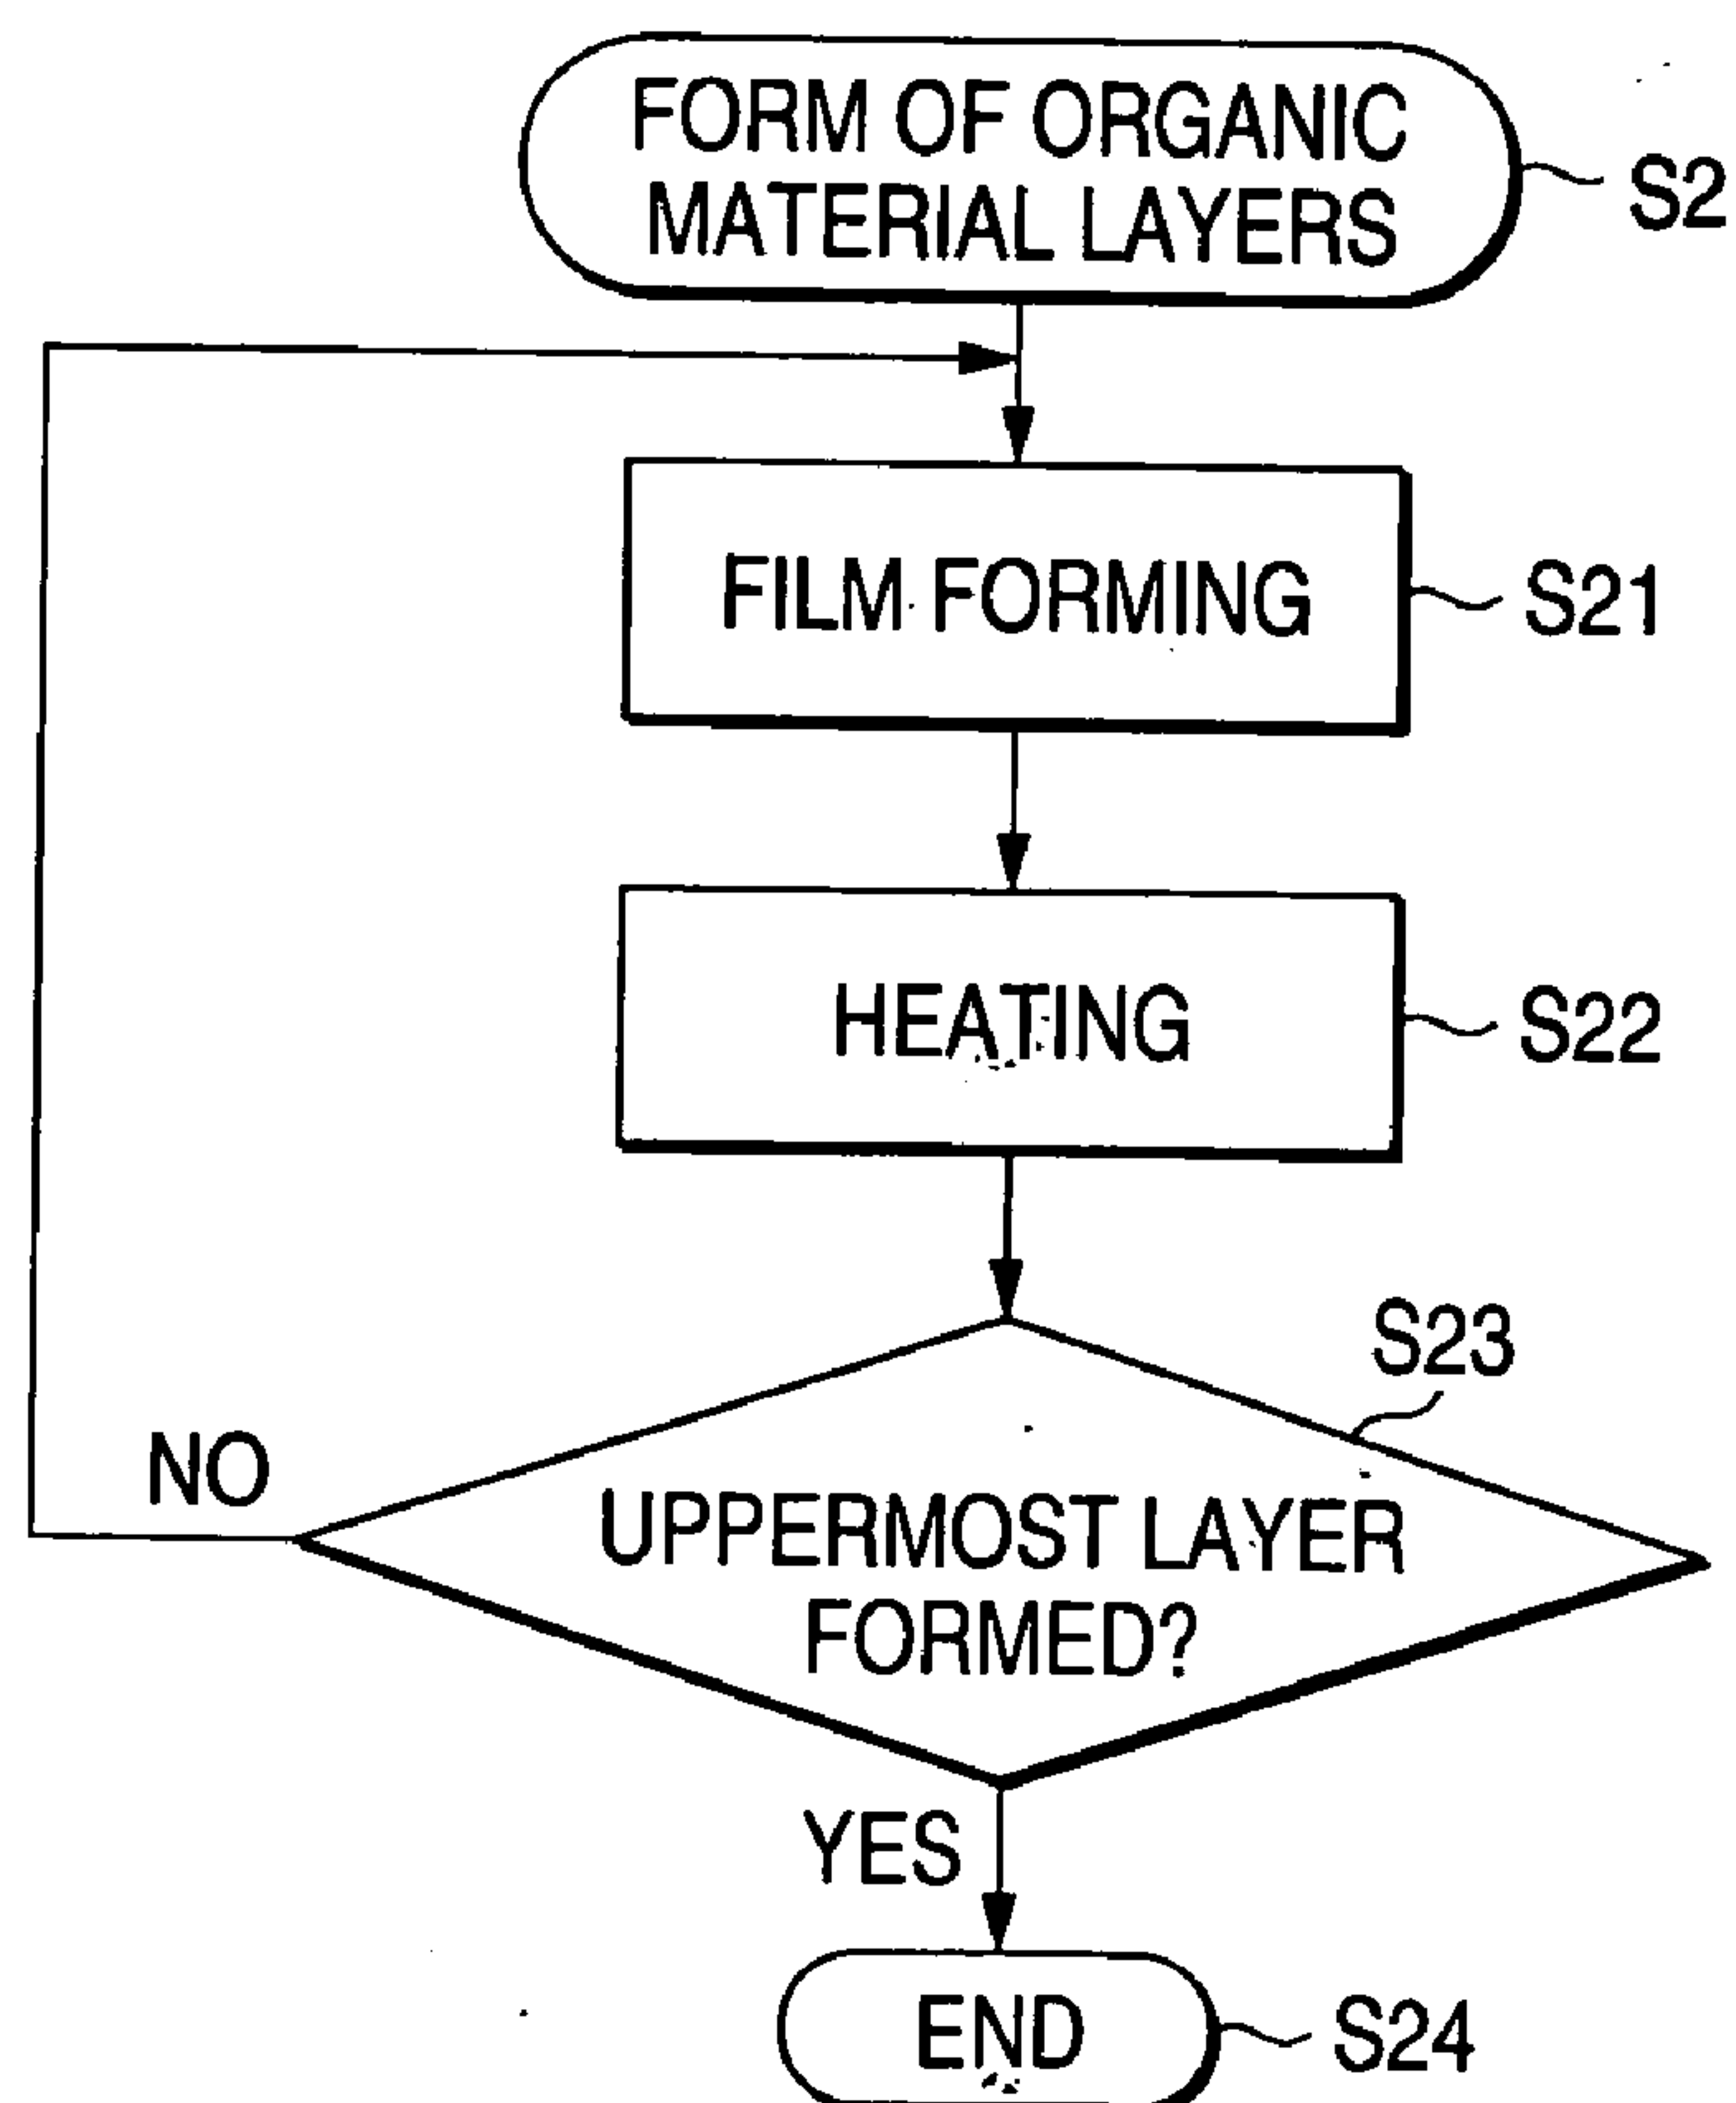 FORM OF ORGANIC
MATERIAL LAYERS
S2
FILM FORMING
S21
HEATING
S22
S23
NO
UPPERMOST LAYER
FORMED?
YES
END
S24